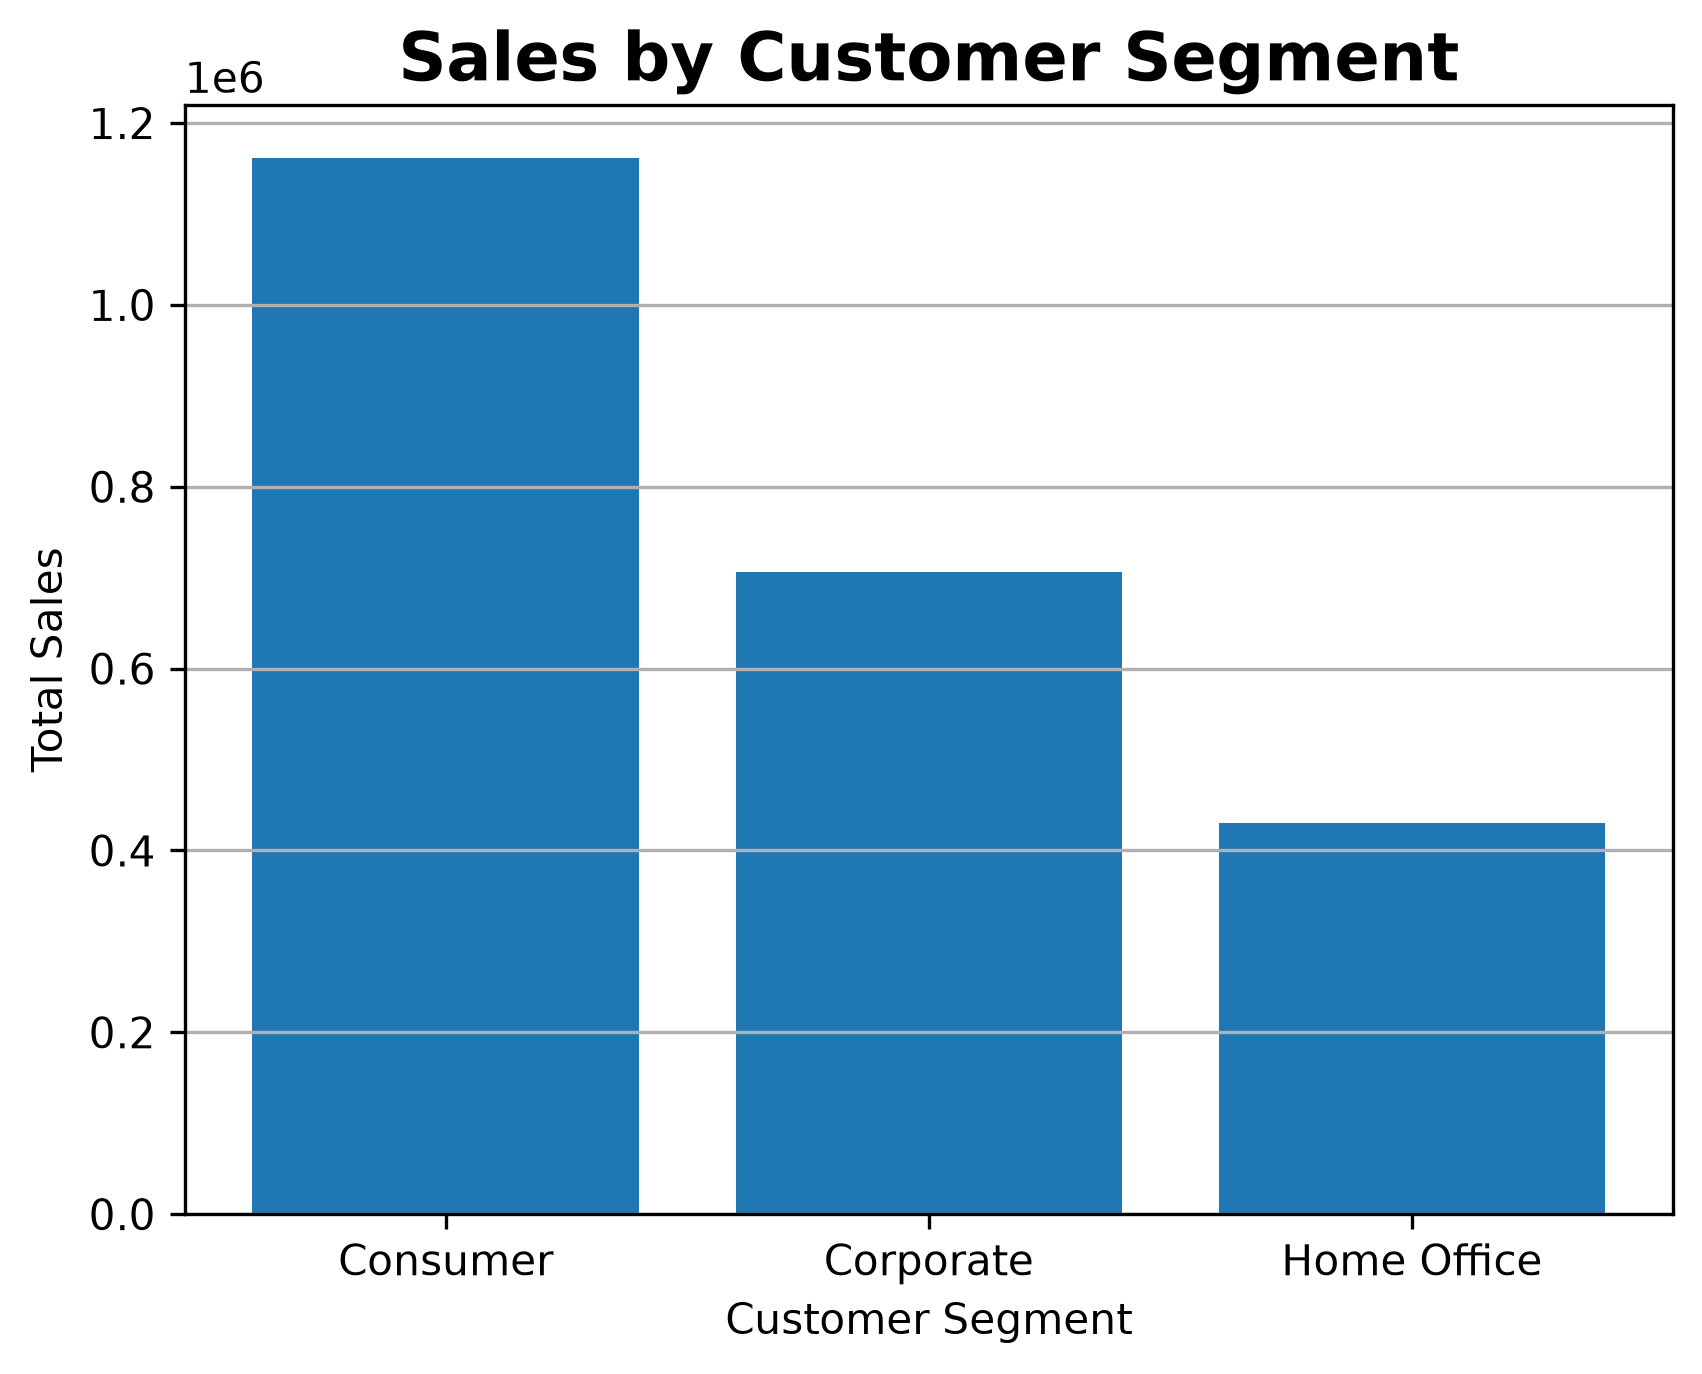 Sales by Customer Segment
1e6
1.2
1.0
0.8
0.6
0.4
0.2
0.0
Total Sales
Consumer Corporate Home Office
Customer Segment